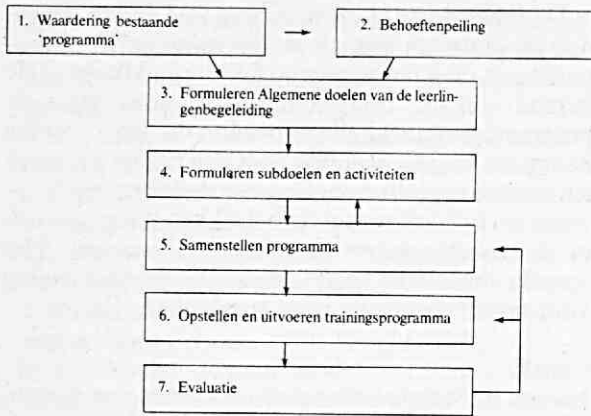 1. Waardering bestaande
'programma'
2. Behoeftenpeiling
3. Formuleren Algemene doelen van de leerlin-
genbegeleiding
4. Formuleren subdoelen en activiteiten
5. Samenstellen programma
6. Opstellen en uitvoeren trainingsprogramma
7. Evaluatie